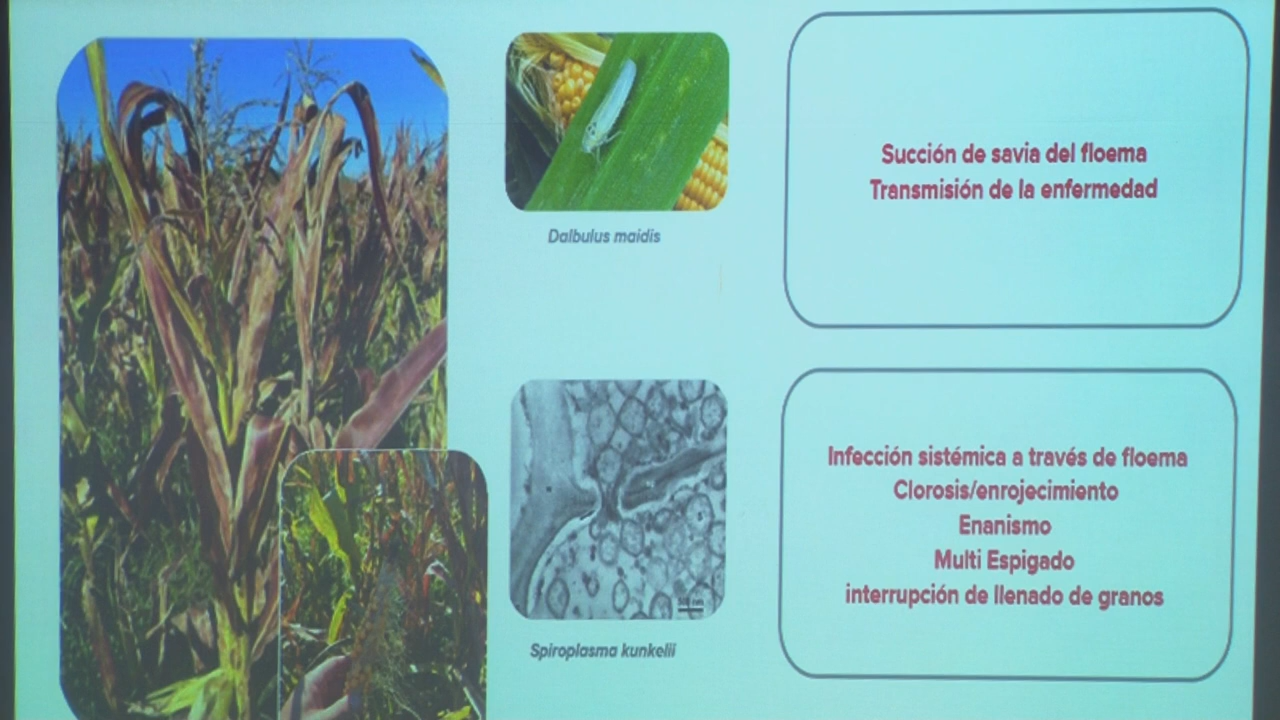 Succión de savia del floema
Transmisión de la enfermedad
Dalbulus maidis
Infección sistémica a través de floema
Clorosis/enrojecimiento
Enanismo
Multi Espigado
interrupción de llenado de granos
Spiroplasma kunkelii